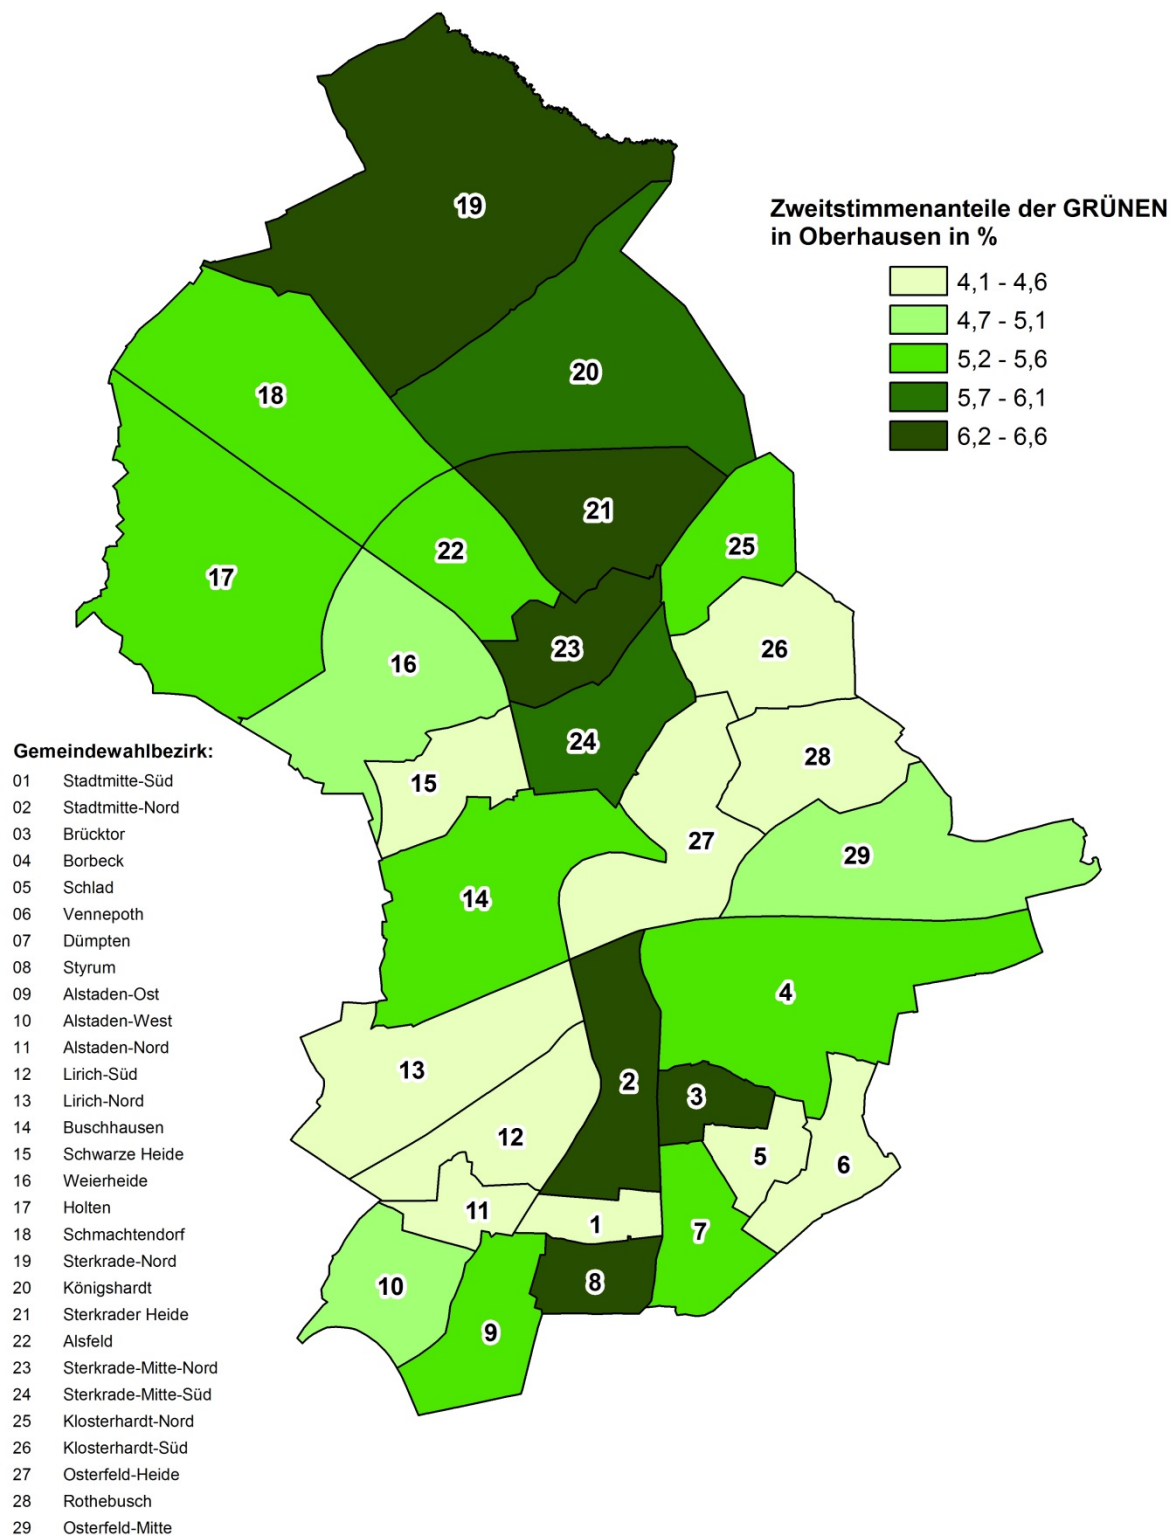 19
Zweitstimmenanteile der GRÜNEN
in Oberhausen in %
4,1 - 4,6
4,7 - 5,1
5,2 - 5,6
5,7 - 6,1
6,2 - 6,6
20
18
21
22
25
17
23
26
16
24
28
15
27
29
14
4
13
2
3
12
5
6
11
1
7
10
8
9
Gemeindewahlbezirk:
01 Stadtmitte-Süd
02 Stadtmitte-Nord
03 Brücktor
04 Borbeck
05 Schlad
06 Vennepoth
07 Dümpten
08 Styrum
09 Alstaden-Ost
10 Alstaden-West
11 Alstaden-Nord
12 Lirich-Süd
13 Lirich-Nord
14 Buschhausen
15 Schwarze Heide
16 Weierheide
17 Holten
18 Schmachtendorf
19 Sterkrade-Nord
20 Königshardt
21 Sterkrader Heide
22 Alsfeld
23 Sterkrade-Mitte-Nord
24 Sterkrade-Mitte-Süd
25 Klosterhardt-Nord
26 Klosterhardt-Süd
27 Osterfeld-Heide
28 Rothebusch
29 Osterfeld-Mitte